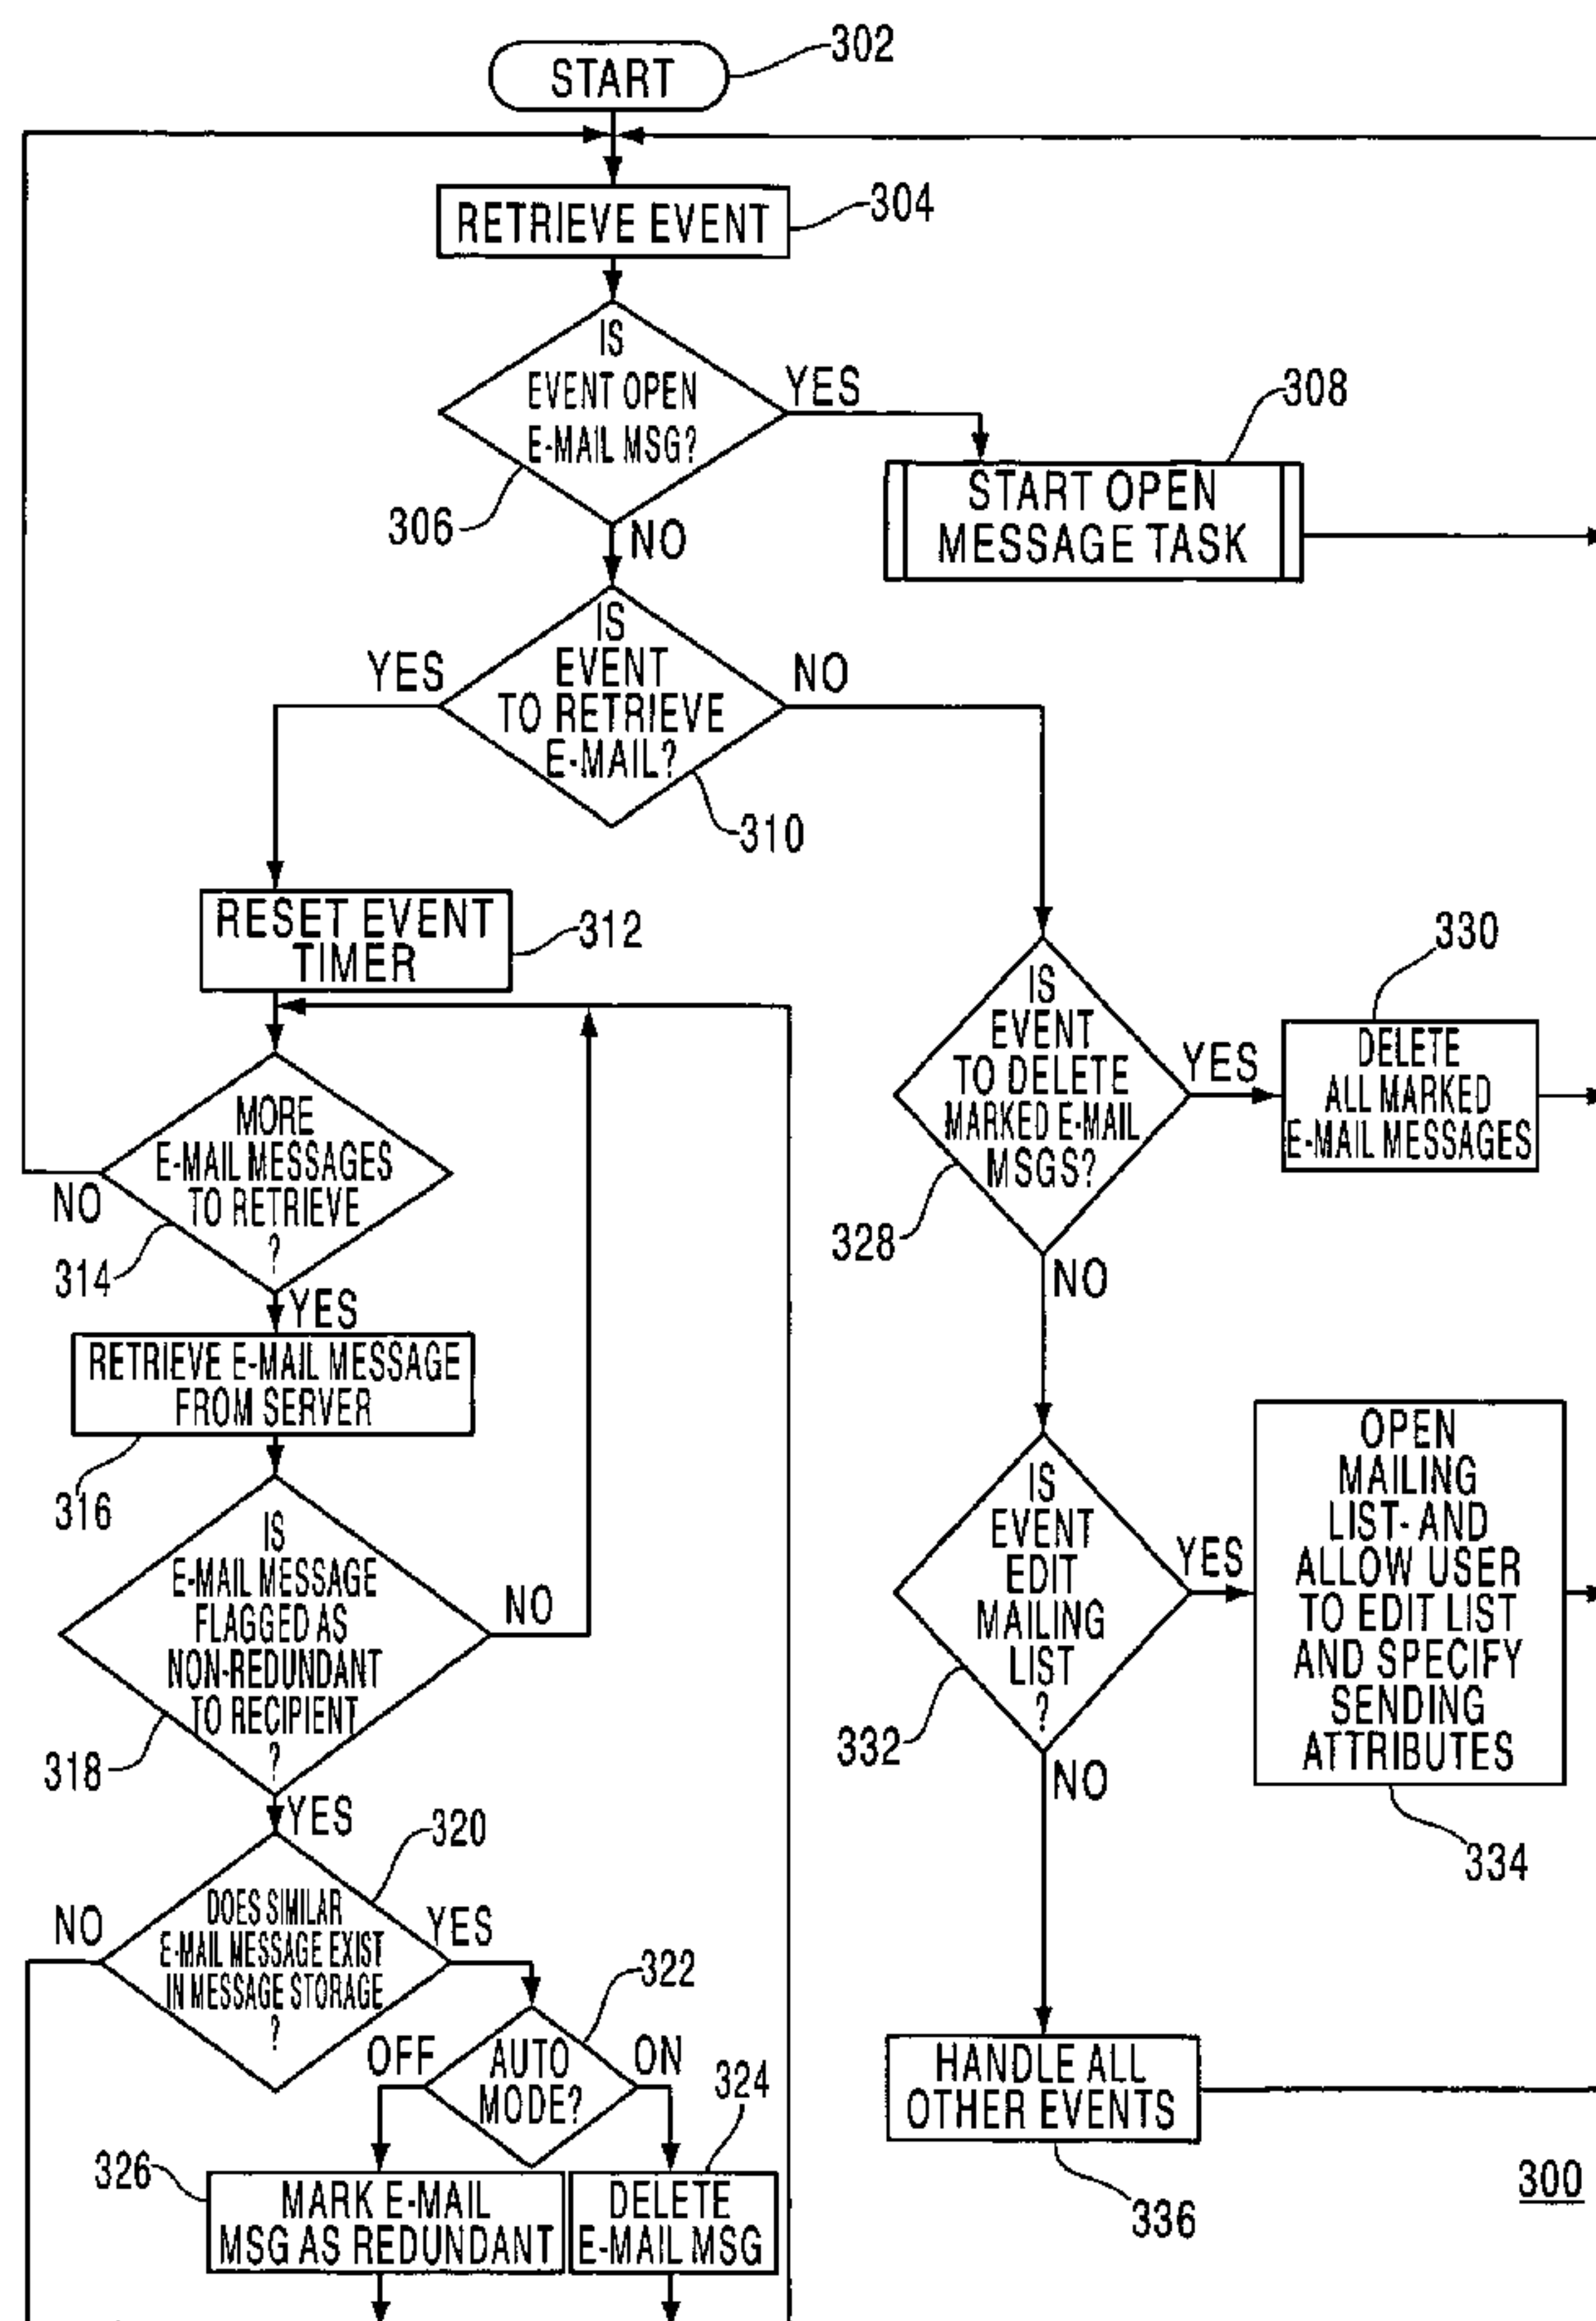 START
302
RETRIEVE EVENT
304
IS
EVENT OPEN
E-MAIL MSG?
YES
306
NO
308
START OPEN
MESSAGE TASK
IS
EVENT
TO RETRIEVE
E-MAIL?
YES
NO
310
RESET EVENT
TIMER
312
MORE
E-MAIL MESSAGES
TO RETRIEVE
?
NO
314
YES
RETRIEVE E-MAIL MESSAGE
FROM SERVER
316
IS
E-MAIL MESSAGE
FLAGGED AS
NON-REDUNDANT
TO RECIPIENT
?
NO
318
YES
320
DOES SIMILAR
E-MAIL MESSAGE EXIST
IN MESSAGE STORAGE
?
NO
YES
322
AUTO
MODE?
OFF
ON
324
326
MARK E-MAIL
MSG AS REDUNDANT
DELETE
E-MAIL MSG
IS
EVENT
TO DELETE
MARKED E-MAIL
MSGS?
YES
328
NO
330
DELETE
ALL MARKED
E-MAIL MESSAGES
IS
EVENT
EDIT
MAILING
LIST
?
YES
332
NO
OPEN
MAILING
LIST- AND
ALLOW USER
TO EDIT LIST
AND SPECIFY
SENDING
ATTRIBUTES
334
HANDLE ALL
OTHER EVENTS
336
300